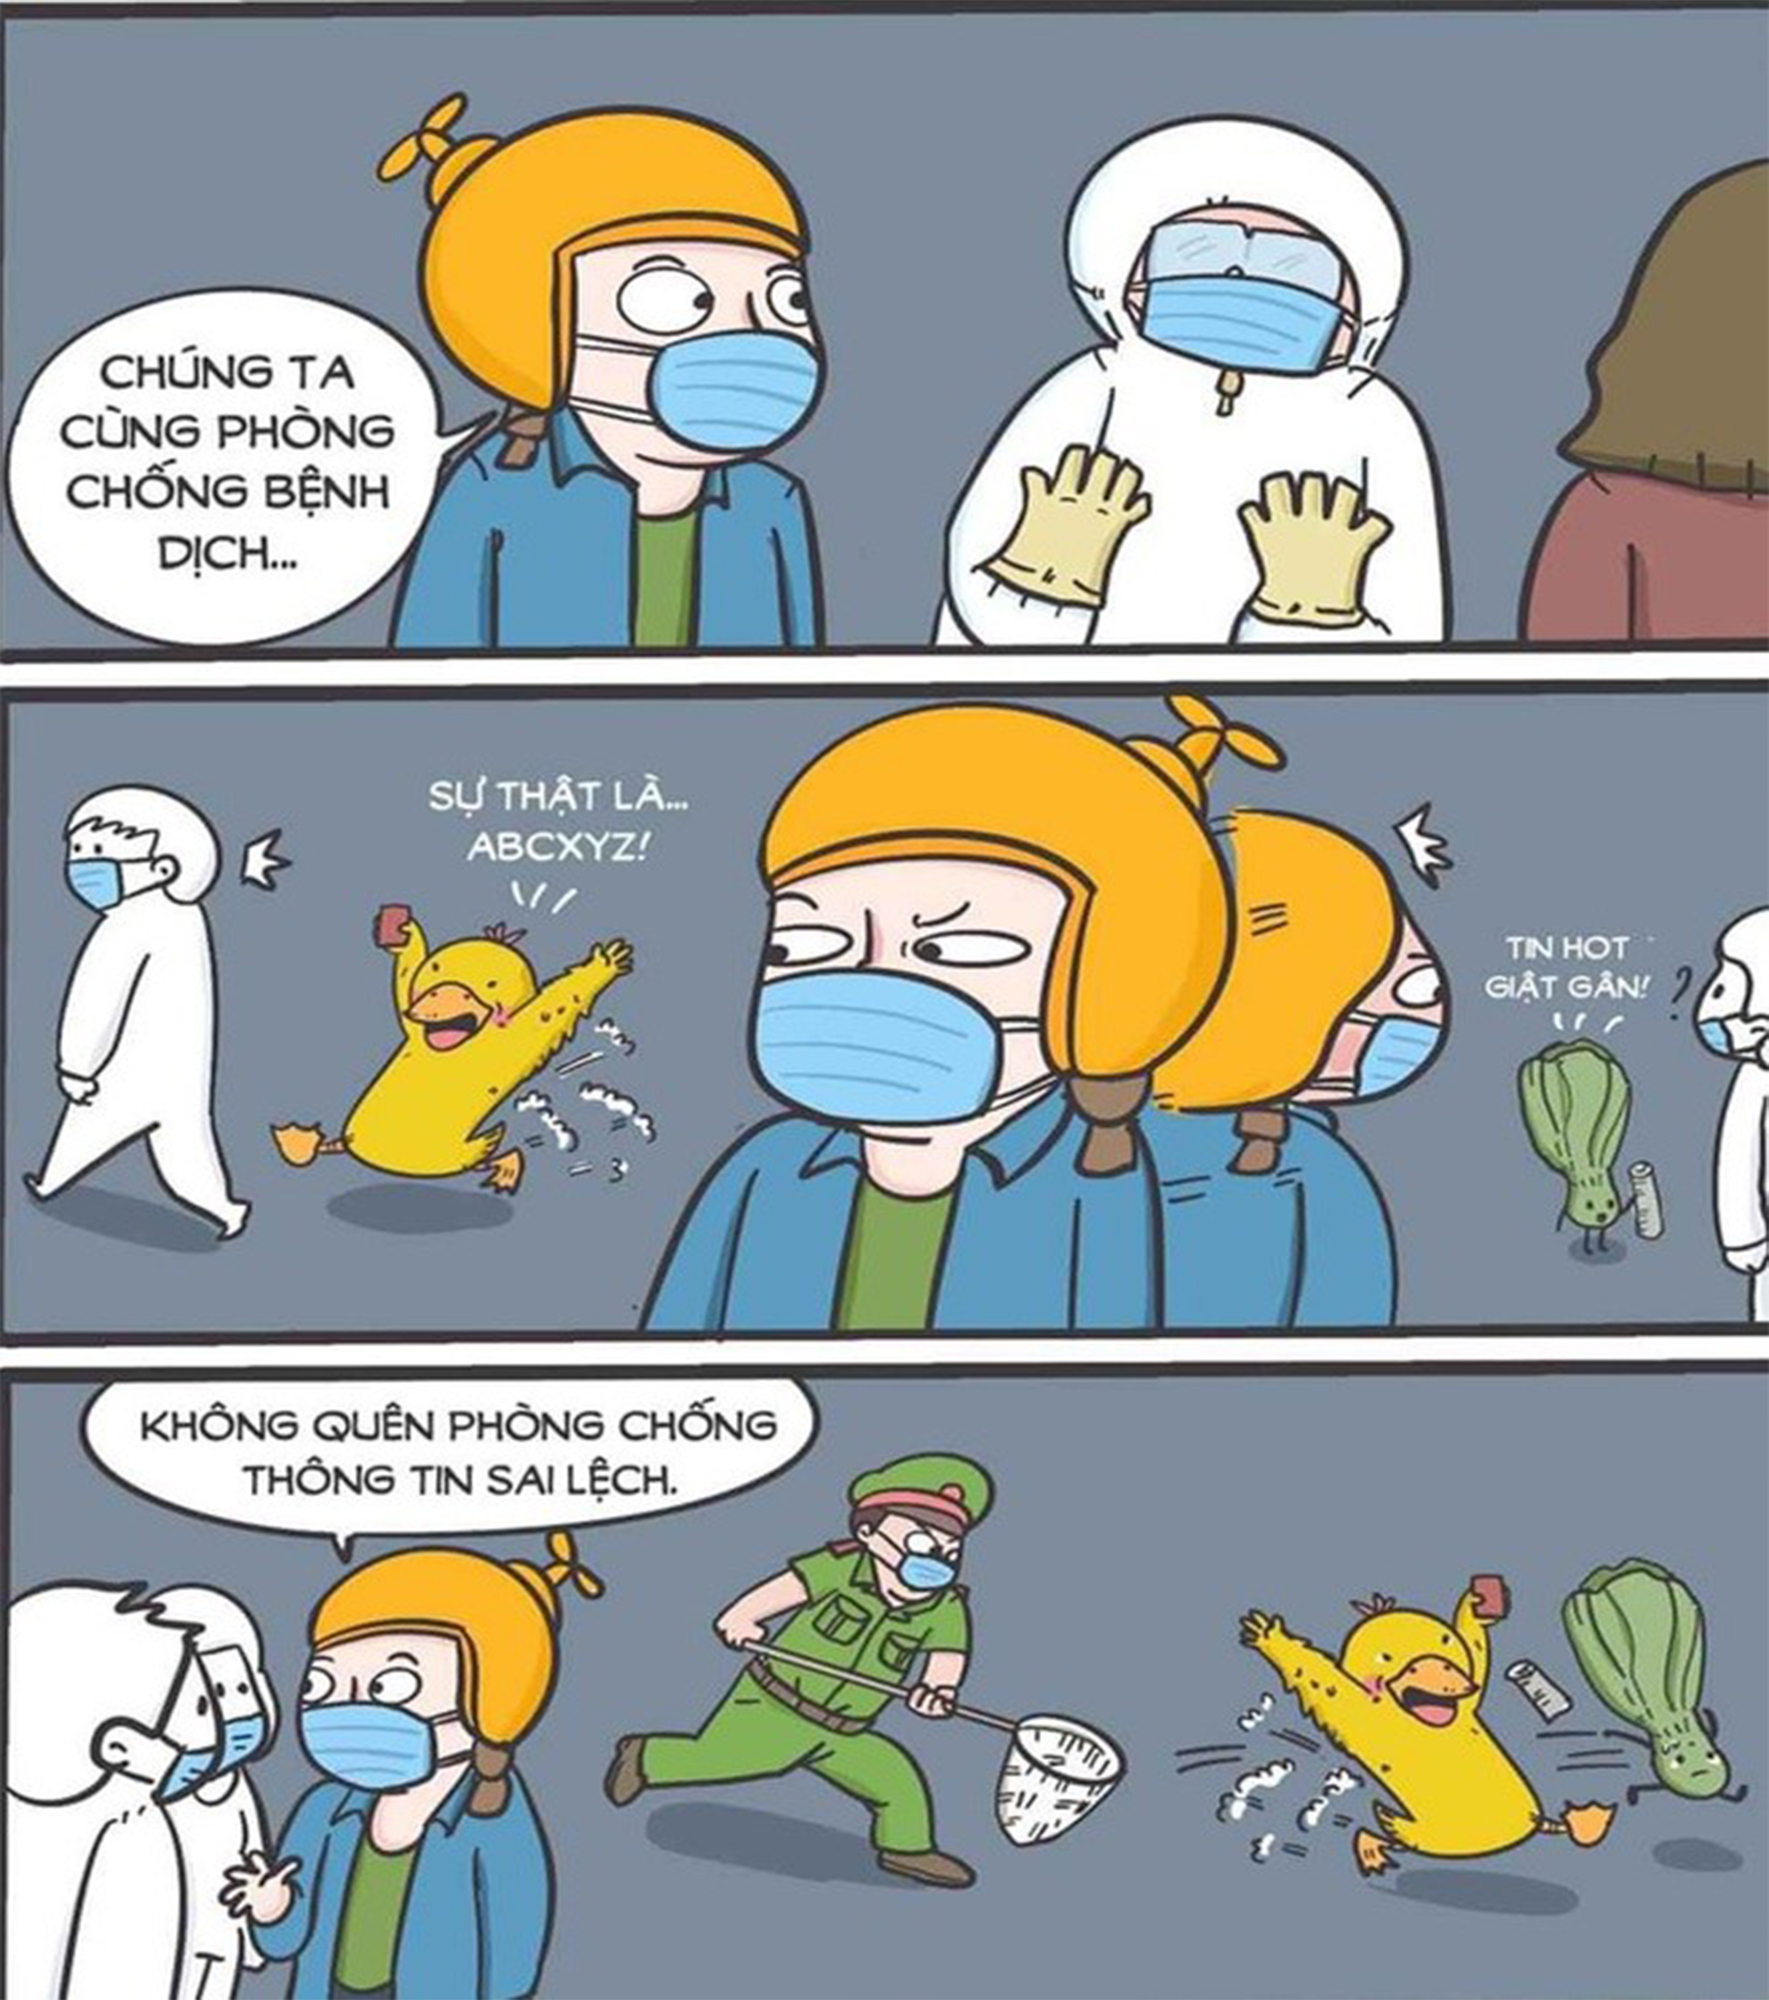 CHÚNG TA
CÙNG PHÒNG
CHỐNG BỆNH
DỊCH...
SỰ THẬT LÀ...
ABCXYZ!
TIN HOT
GIẬT GÂN!
?
KHÔNG QUÊN PHÒNG CHỐNG
THÔNG TIN SAI LỆCH.